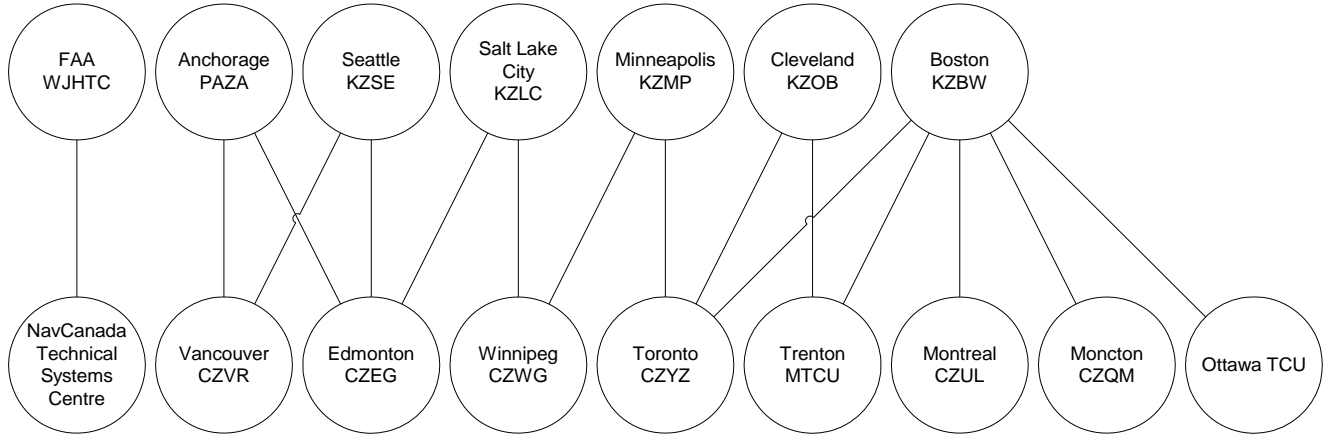 FAA
WJHTC
Anchorage
PAZA
Seattle
KZSE
Salt Lake
City
KZLC
Minneapolis
KZMP
Cleveland
KZOB
Boston
KZBW
NavCanada
Technical
Systems
Centre
Vancouver
CZVR
Edmonton
CZEG
Winnipeg
CZWG
Toronto
CZYZ
Trenton
MTCU
Montreal
CZUL
Moncton
CZQM
Ottawa TCU